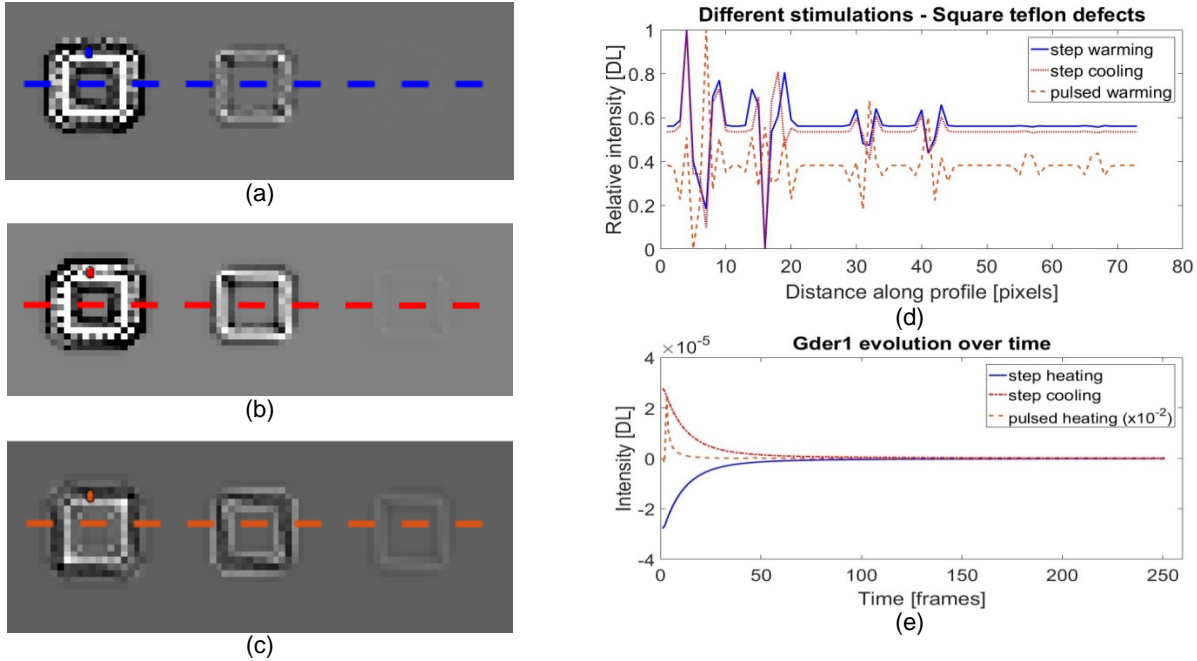 (a)
(b)
(c)
Different stimulations - Square teflon defects
Relative intensity [DL]
1
0.8
0.6
0.4
0.2
0
step warming
step cooling
pulsed warming
0 10 20 30 40 50 60 70 80
Distance along profile [pixels]
(d)
Gder1 evolution over time
×10^-5
Intensity [DL]
4
2
0
-2
-4
step heating
step cooling
pulsed heating (x10^-2)
0 50 100 150 200 250
Time [frames]
(e)